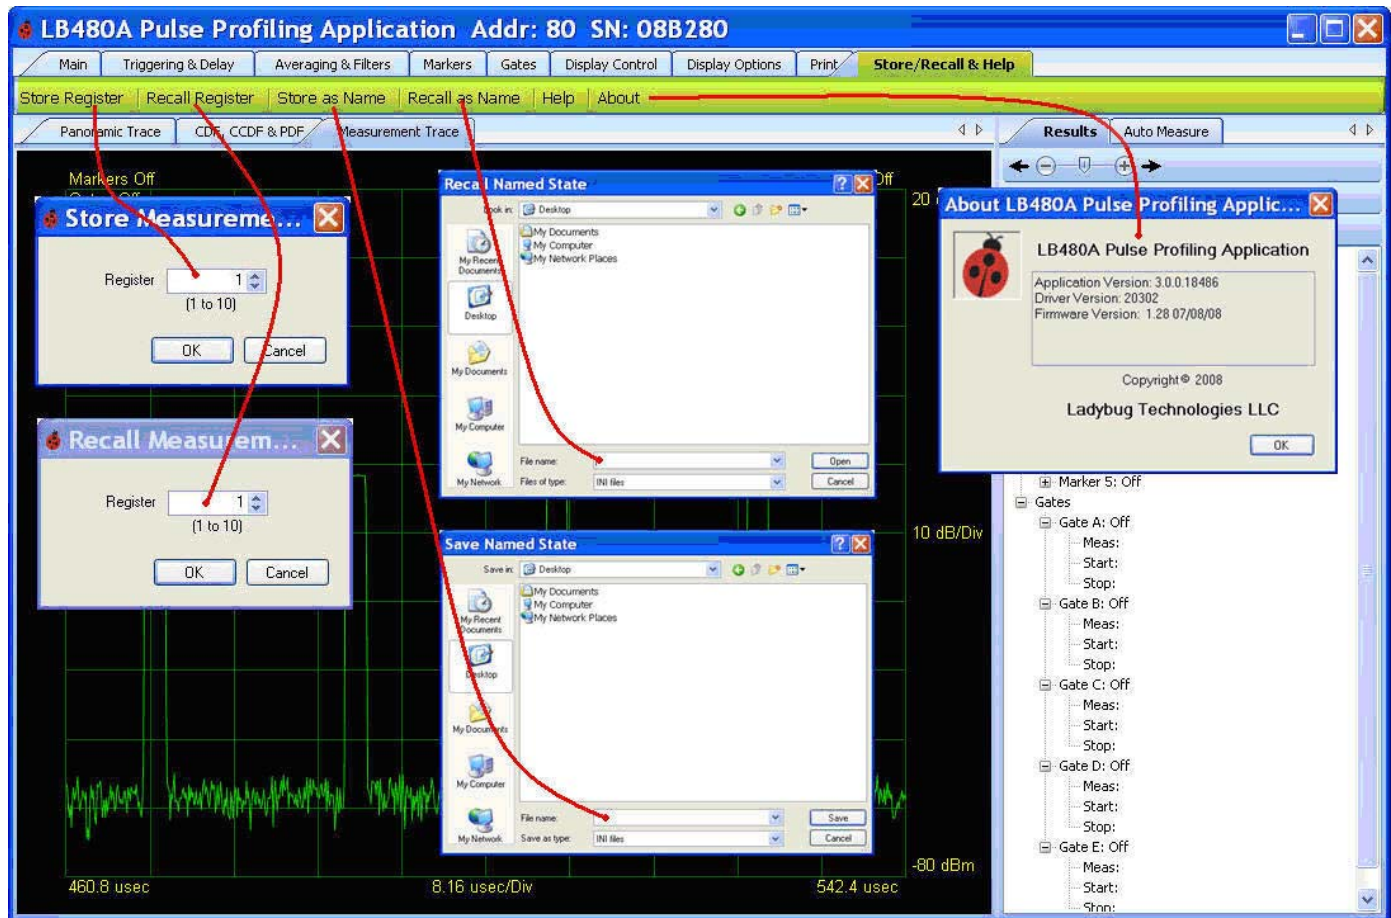 LB480A Pulse Profiling Application Addr: 80 SN: 08B280
Main Triggering & Delay Averaging & Filters Markers Gates Display Control Display Options Print Store/Recall & Help
Store Register Recall Register Store as Name Recall as Name Help About
Panoramic Trace CDF, CCDF & PDF Measurement Trace
Results Auto Measure
Markers Off
Off
20
Store Measureme...
Register 1
(1 to 10)
OK Cancel
Recall Measurem...
Register 1
(1 to 10)
OK Cancel
Recall Named State
Look in: Desktop
My Documents
My Computer
My Network Places
My Recent Documents
Desktop
My Documents
My Computer
My Network
File name:
Open
Files of type: INI files
Cancel
Save Named State
Save in: Desktop
My Documents
My Computer
My Network Places
My Recent Documents
Desktop
My Documents
My Computer
My Network
File name:
Save
Save as type: INI files
Cancel
About LB480A Pulse Profiling Applic...
LB480A Pulse Profiling Application
Application Version: 3.0.0.18486
Driver Version: 20302
Firmware Version: 1.28 07/08/08
Copyright© 2008
Ladybug Technologies LLC
OK
10 dB/Div
-80 dBm
460.8 usec 8.16 usec/Div 542.4 usec
Marker 5: Off
Gates
Gate A: Off
Meas:
Start:
Stop:
Gate B: Off
Meas:
Start:
Stop:
Gate C: Off
Meas:
Start:
Stop:
Gate D: Off
Meas:
Start:
Stop:
Gate E: Off
Meas:
Start:
Stop: